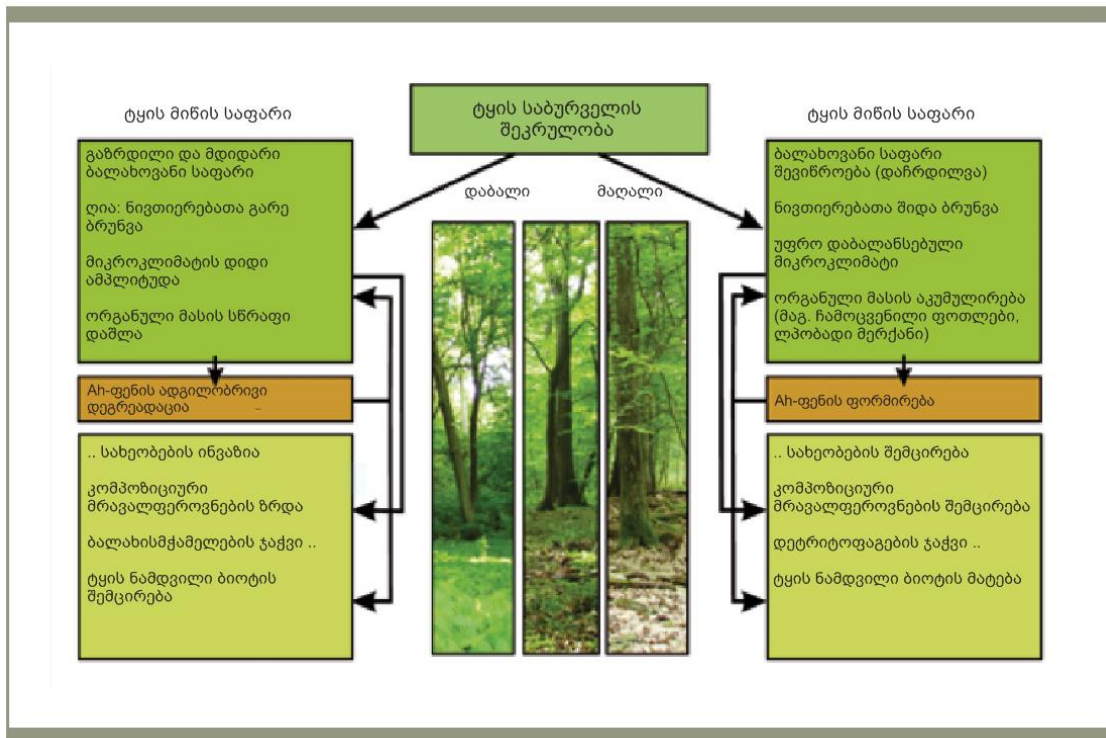 ტყის საბურველის
შეკრულობა
დაბალი
მაღალი
ტყის მიწის საფარი
გაზრდილი და მდიდარი
ბალახოვანი საფარი
ღია: ნივთიერებათა გარე
ბრუნვა
მიკროკლიმატის დიდი
ამპლიტუდა
ორგანული მასის სწრაფი
დაშლა
Ah-ფენის ადგილობრივი
დეგრეადაცია ..
.. სახეობების ინვაზია
კომპოზიციური
მრავალფეროვნების ზრდა
ბალახისმჭამელების ჯაჭვი ..
ტყის ნამდვილი ბიოტის
შემცირება
ტყის მიწის საფარი
ბალახოვანი საფარი
შევიწროება (დაჩრდილვა)
ნივთიერებათა შიდა ბრუნვა
უფრო დაბალანსებული
მიკროკლიმატი
ორგანული მასის აკუმულირება
(მაგ. ჩამოცვენილი ფოთლები,
ლპობადი მერქანი)
Ah-ფენის ფორმირება
.. სახეობების შემცირება
კომპოზიციური
მრავალფეროვნების შემცირება
დეტრიტოფაგების ჯაჭვი ..
ტყის ნამდვილი ბიოტის მატება